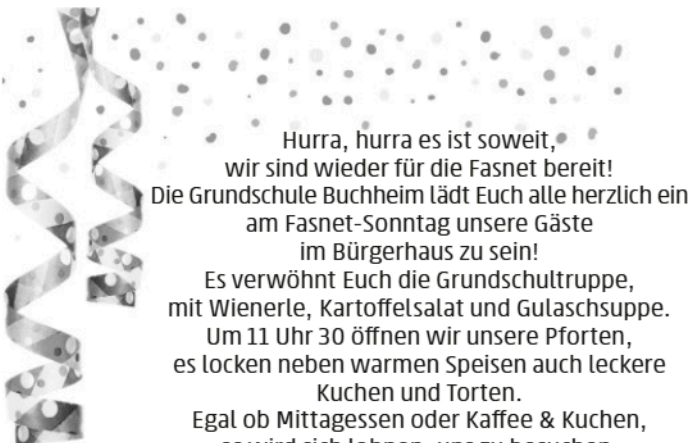 Hurra, hurra es ist soweit,
wir sind wieder für die Fasnet bereit!
Die Grundschule Buchheim lädt Euch alle herzlich ein
am Fasnet-Sonntag unsere Gäste
im Bürgerhaus zu sein!
Es verwöhnt Euch die Grundschultruppe,
mit Wienerle, Kartoffelsalat und Gulaschsuppe.
Um 11 Uhr 30 öffnen wir unsere Pforten,
es locken neben warmen Speisen auch leckere
Kuchen und Torten.
Egal ob Mittagessen oder Kaffee & Kuchen,
es wird sich lohnen, uns zu besuchen